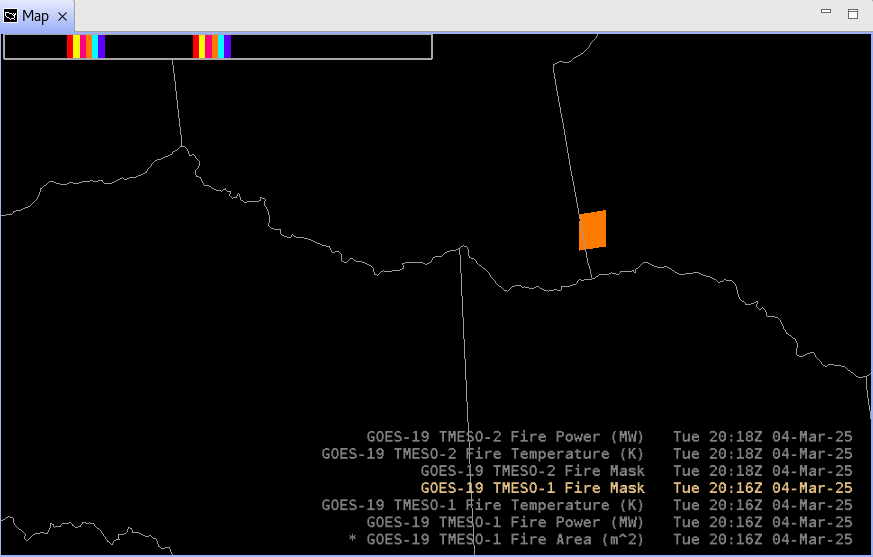 Map
GOES-19 TMESO-2 Fire Power (MW) Tue 20:18Z 04-Mar-25
GOES-19 TMESO-2 Fire Temperature (K) Tue 20:18Z 04-Mar-25
GOES-19 TMESO-2 Fire Mask Tue 20:18Z 04-Mar-25
GOES-19 TMESO-1 Fire Mask Tue 20:16Z 04-Mar-25
GOES-19 TMESO-1 Fire Temperature (K) Tue 20:16Z 04-Mar-25
GOES-19 TMESO-1 Fire Power (MW) Tue 20:16Z 04-Mar-25
* GOES-19 TMESO-1 Fire Area (m^2) Tue 20:16Z 04-Mar-25